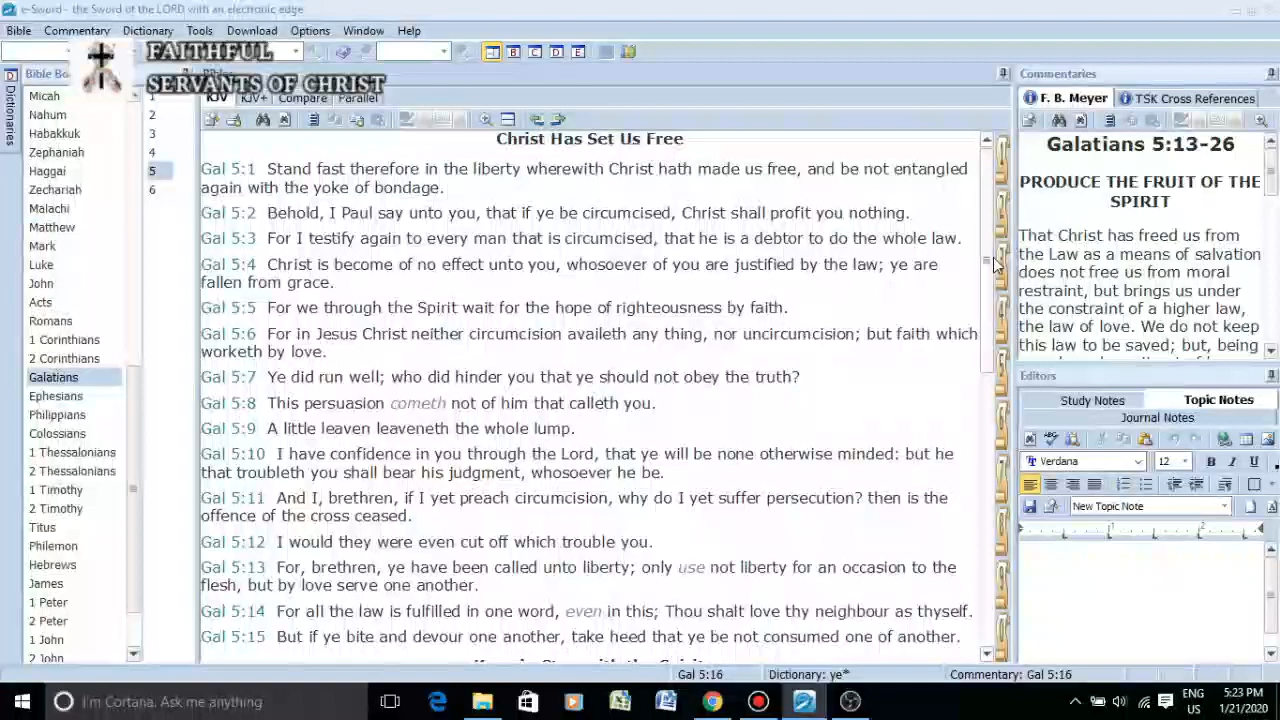 e-Sword - the Sword of the LORD with an electronic edge
Bible Commentary Dictionary Tools Download Options Window Help
B C D E
FAITHFUL
SERVANTS OF CHRIST
D
Dictionaries
Micah
Nahum
Habakkuk
Zephaniah
Haggai
Zechariah
Malachi
Matthew
Mark
Luke
John
Acts
Romans
1 Corinthians
2 Corinthians
Galatians
Ephesians
Philippians
Colossians
1 Thessalonians
2 Thessalonians
1 Timothy
2 Timothy
Titus
Philemon
Hebrews
James
1 Peter
2 Peter
1 John
2 John
1
2
3
4
5
6
KJV KJV+ Compare Parallel
Christ Has Set Us Free
Gal 5:1 Stand fast therefore in the liberty wherewith Christ hath made us free, and be not entangled
again with the yoke of bondage.
Gal 5:2 Behold, I Paul say unto you, that if ye be circumcised, Christ shall profit you nothing.
Gal 5:3 For I testify again to every man that is circumcised, that he is a debtor to do the whole law.
Gal 5:4 Christ is become of no effect unto you, whosoever of you are justified by the law; ye are
fallen from grace.
Gal 5:5 For we through the Spirit wait for the hope of righteousness by faith.
Gal 5:6 For in Jesus Christ neither circumcision availeth any thing, nor uncircumcision; but faith which
worketh by love.
Gal 5:7 Ye did run well; who did hinder you that ye should not obey the truth?
Gal 5:8 This persuasion cometh not of him that calleth you.
Gal 5:9 A little leaven leaveneth the whole lump.
Gal 5:10 I have confidence in you through the Lord, that ye will be none otherwise minded: but he
that troubleth you shall bear his judgment, whosoever he be.
Gal 5:11 And I, brethren, if I yet preach circumcision, why do I yet suffer persecution? then is the
offence of the cross ceased.
Gal 5:12 I would they were even cut off which trouble you.
Gal 5:13 For, brethren, ye have been called unto liberty; only use not liberty for an occasion to the
flesh, but by love serve one another.
Gal 5:14 For all the law is fulfilled in one word, even in this; Thou shalt love thy neighbour as thyself.
Gal 5:15 But if ye bite and devour one another, take heed that ye be not consumed one of another.
Commentaries
F. B. Meyer TSK Cross References
Galatians 5:13-26
PRODUCE THE FRUIT OF THE
SPIRIT
That Christ has freed us from
the Law as a means of salvation
does not free us from moral
restraint, but brings us under
the constraint of a higher law,
the law of love. We do not keep
this law to be saved; but, being
Editors
Study Notes Topic Notes
Journal Notes
Verdana 12 B I U
New Topic Note
1 2
Gal 5:16 Dictionary: ye* Commentary: Gal 5:16
I'm Cortana. Ask me anything
ENG
US
5:23 PM
1/21/2020